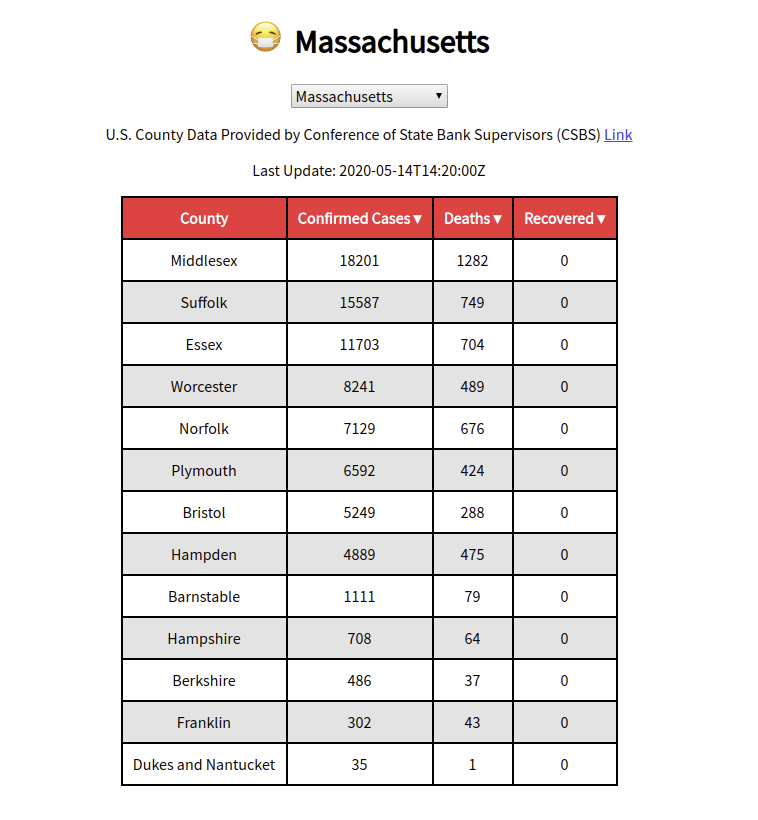 Massachusetts
Massachusetts ▼
U.S. County Data Provided by Conference of State Bank Supervisors (CSBS) Link
Last Update: 2020-05-14T14:20:00Z
County Confirmed Cases ▼ Deaths ▼ Recovered ▼
Middlesex 18201 1282 0
Suffolk 15587 749 0
Essex 11703 704 0
Worcester 8241 489 0
Norfolk 7129 676 0
Plymouth 6592 424 0
Bristol 5249 288 0
Hampden 4889 475 0
Barnstable 1111 79 0
Hampshire 708 64 0
Berkshire 486 37 0
Franklin 302 43 0
Dukes and Nantucket 35 1 0